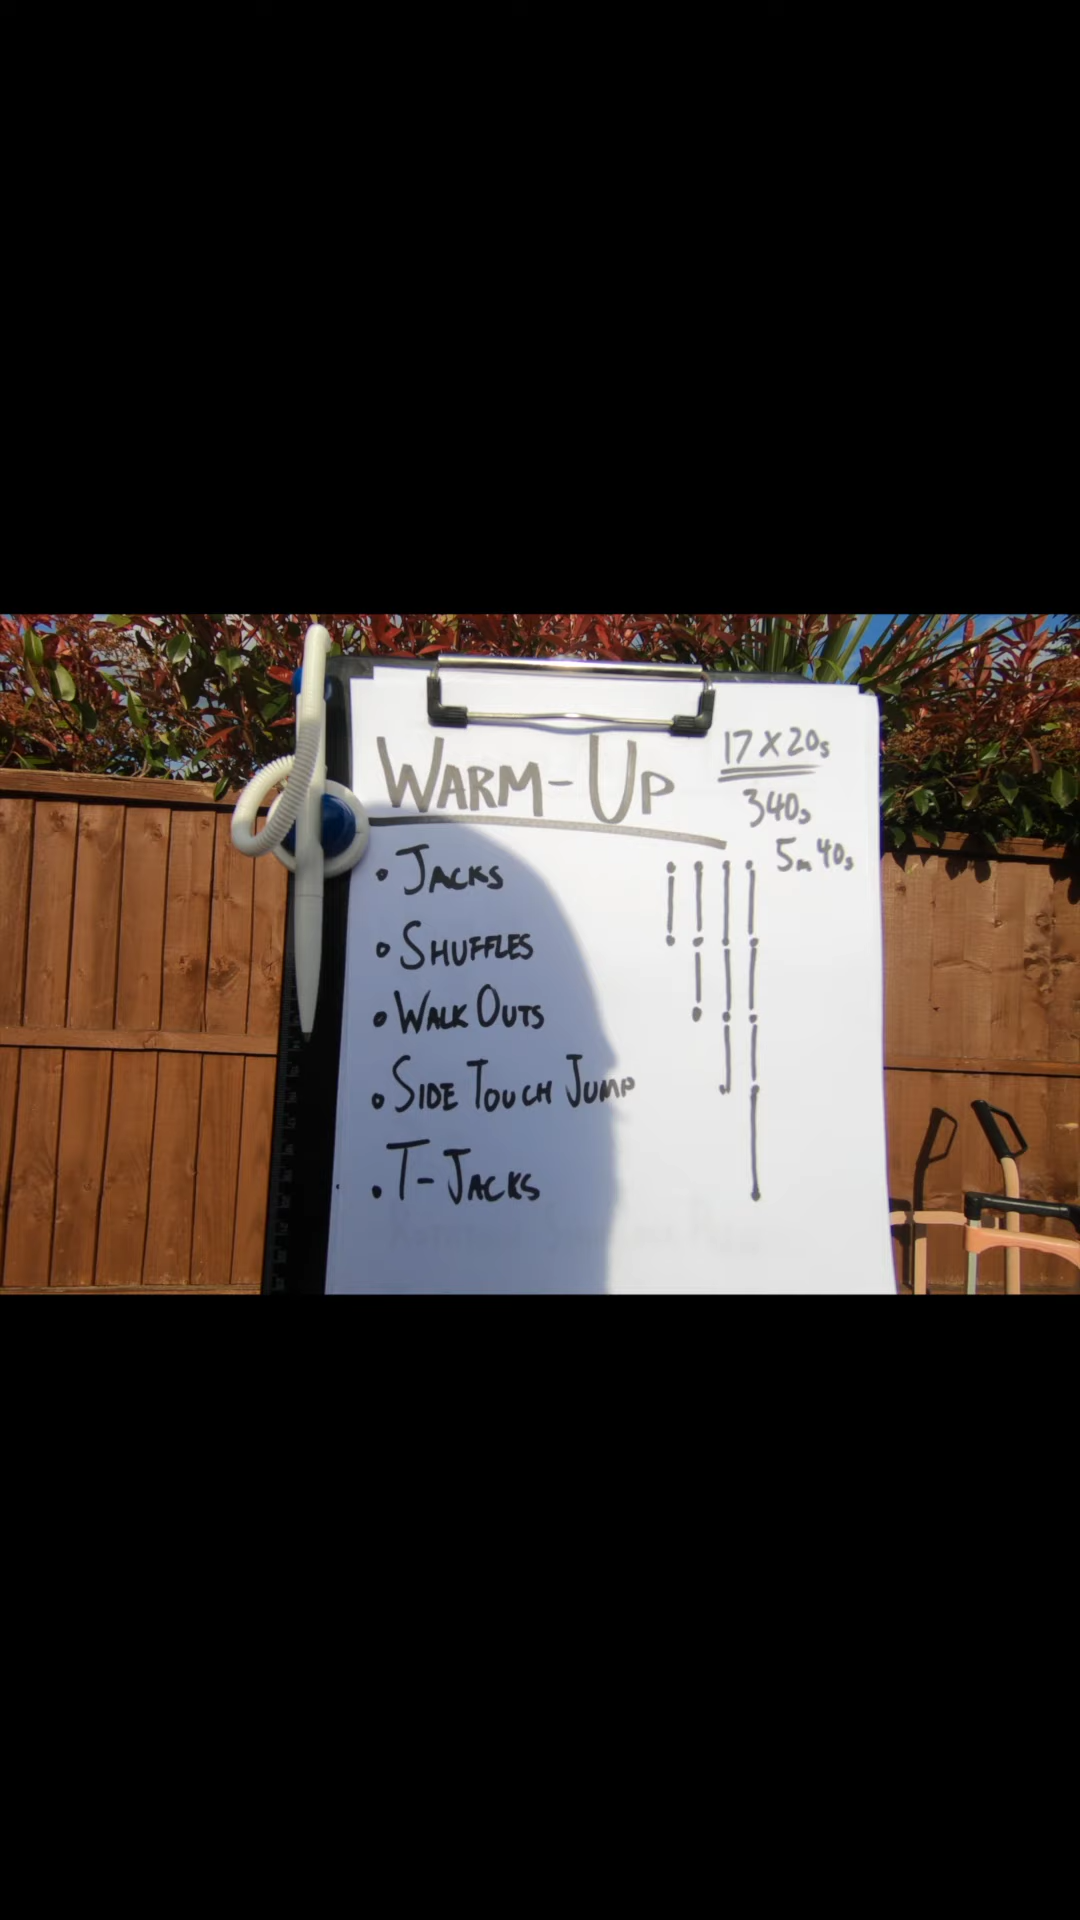 WARM-UP
17 X 20s
340s
5m 40s
• JACKS
• SHUFFLES
• WALK OUTS
• SIDE TOUCH JUMP
• T-JACKS